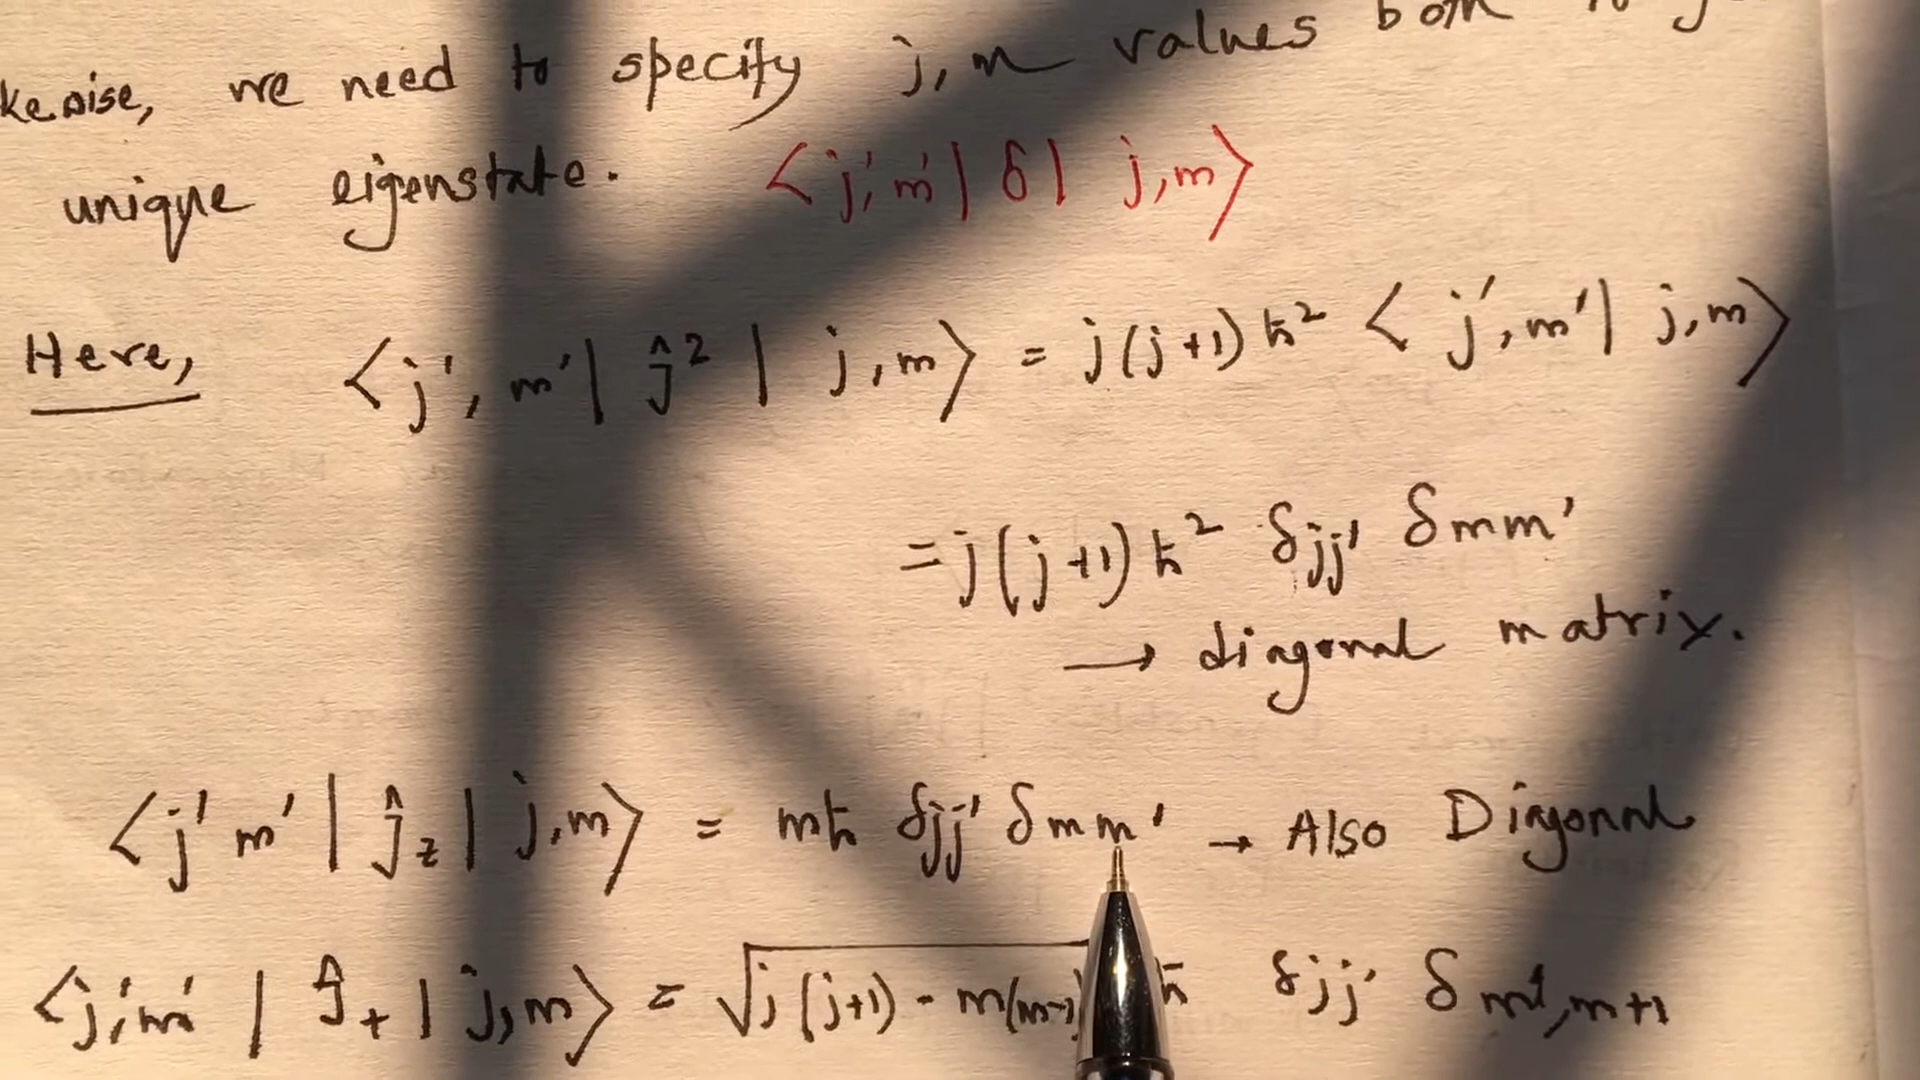 we need to specify j, m values both
unique eigenstate. <j',m'| ô | j,m>
Here, <j', m'| ĵ² | j,m> = j(j+1) ħ² < j',m'| j,m>
= j(j+1) ħ² δjj' δmm'
→ diagonal matrix.
<j' m' | ĵz | j,m> = mħ δjj' δmm' → Also Diagonal
<j',m' | Ĵ+ | j,m> = √j(j+1) - m(m-1) ħ δjj' δm',m+1